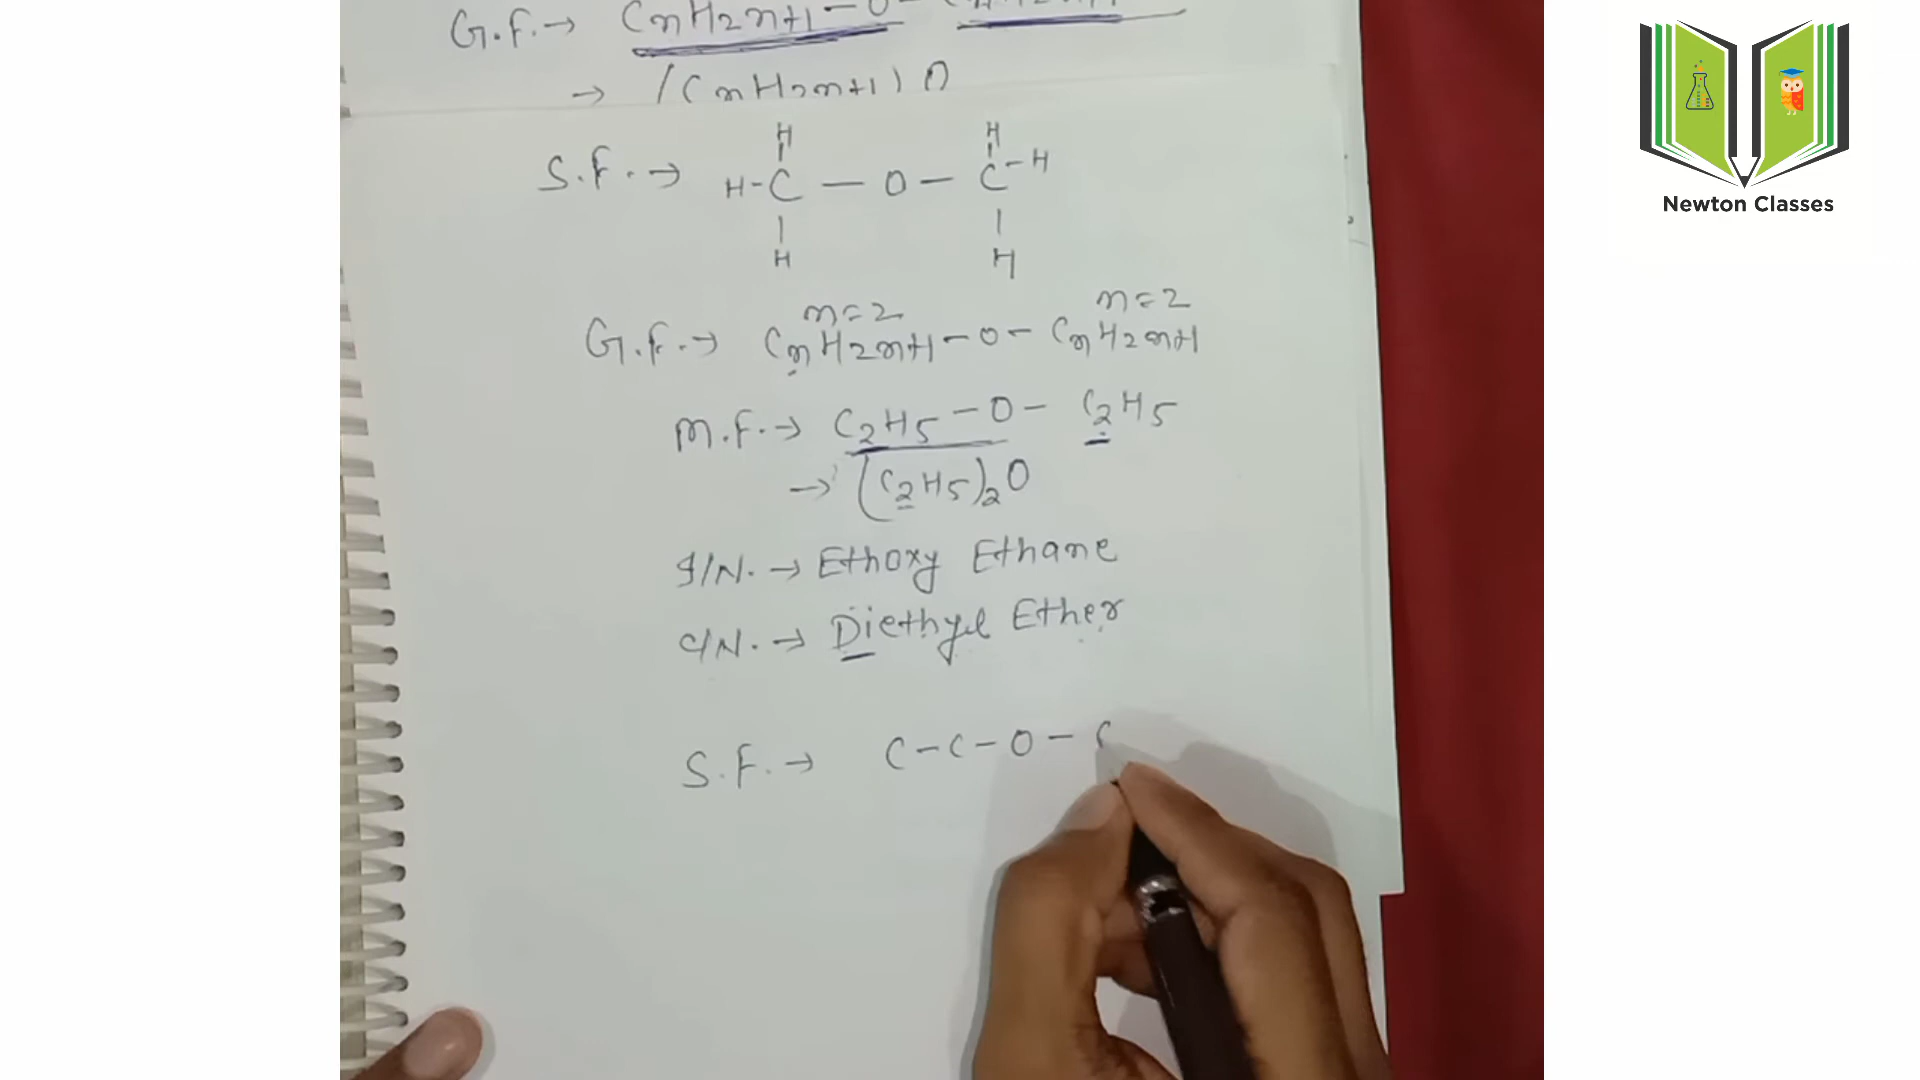 G.F. → CnH2n+1 - O -
→ (CnH2n+1) O
H H
S.F. → H - C — O — C - H
H H
n=2 n=2
G.F. → CnH2n+1 - O - CnH2n+1
M.F. → C2H5 - O - C2H5
→ (C2H5)2O
I/N. → Ethoxy Ethane
C/N. → Diethyl Ether
S.F. → C - C - O - C
Newton Classes